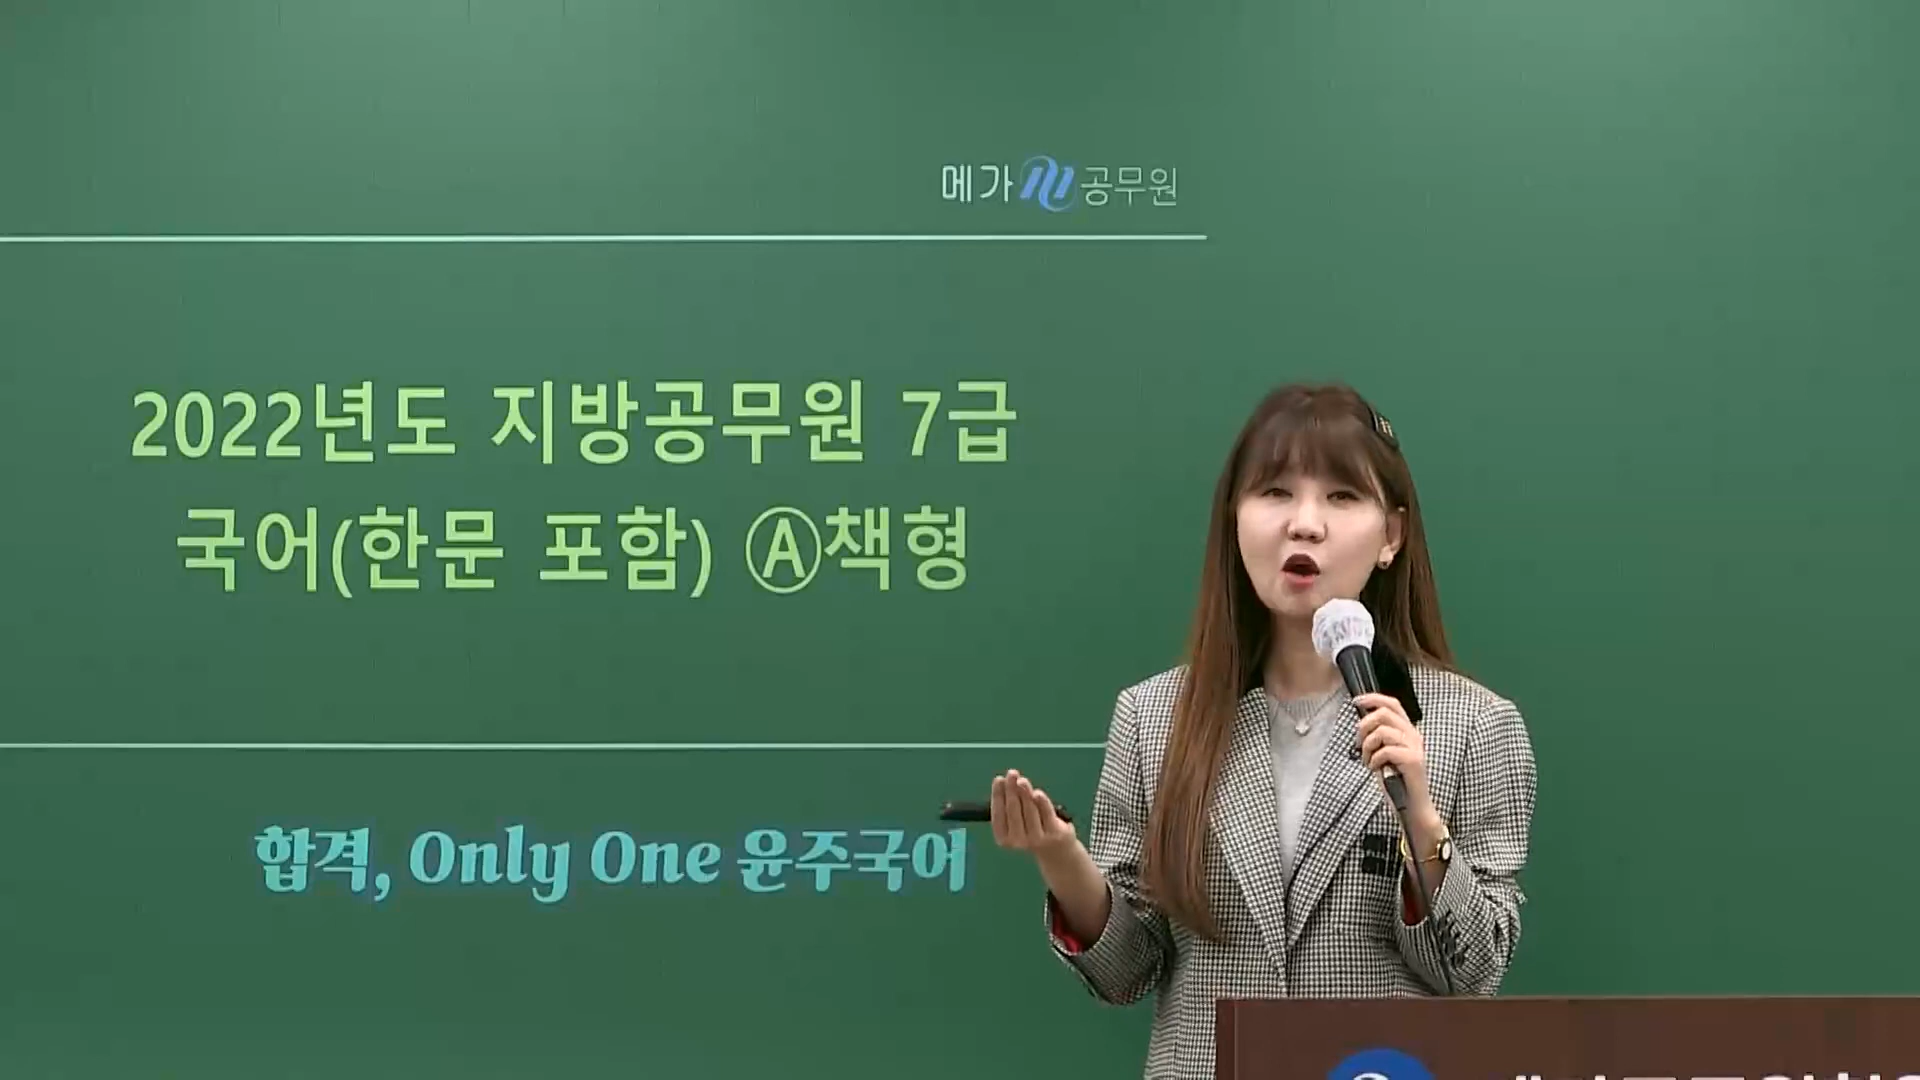 메가 공무원
2022년도 지방공무원 7급
국어(한문 포함) Ⓐ책형
합격, Only One 윤주국어